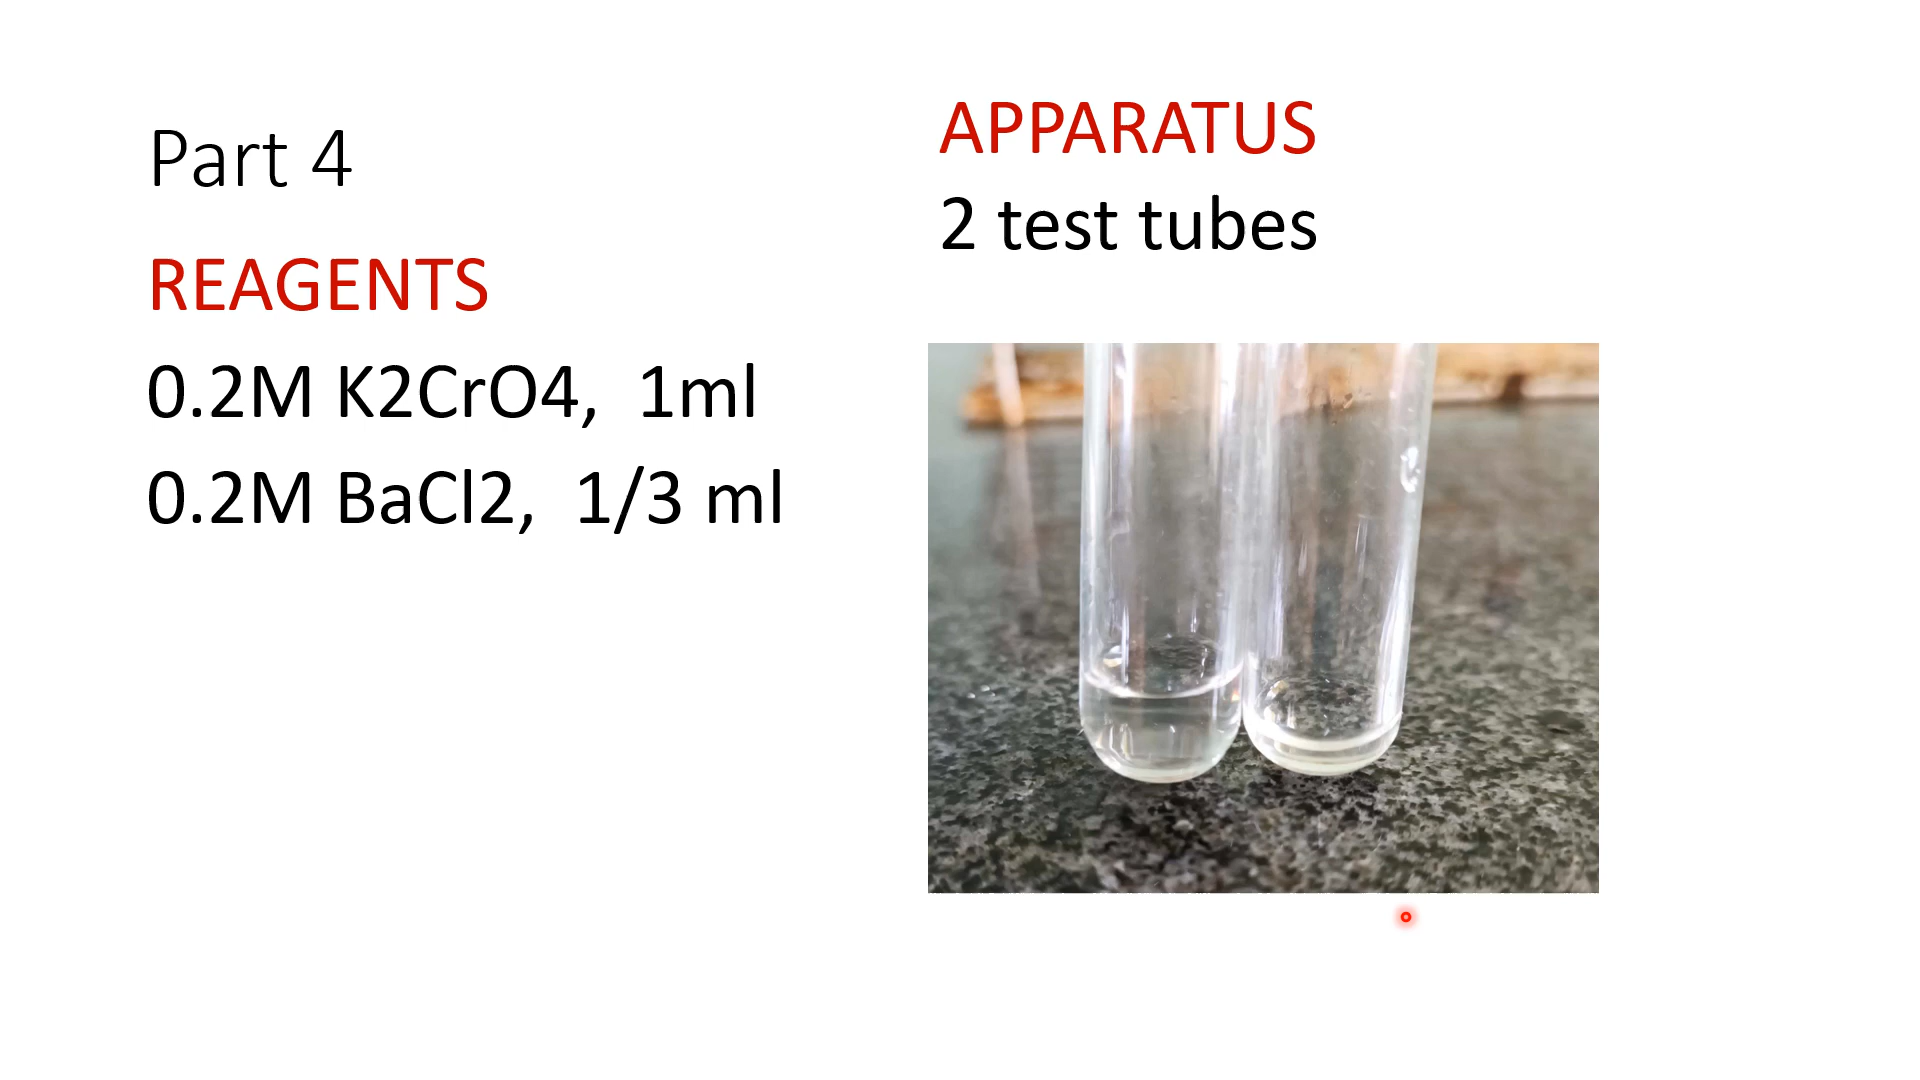 Part 4
REAGENTS
0.2M K2CrO4, 1ml
0.2M BaCl2, 1/3 ml
APPARATUS
2 test tubes